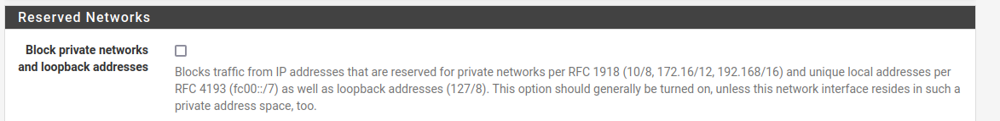 Reserved Networks
Block private networks
and loopback addresses
Blocks traffic from IP addresses that are reserved for private networks per RFC 1918 (10/8, 172.16/12, 192.168/16) and unique local addresses per
RFC 4193 (fc00::/7) as well as loopback addresses (127/8). This option should generally be turned on, unless this network interface resides in such a
private address space, too.